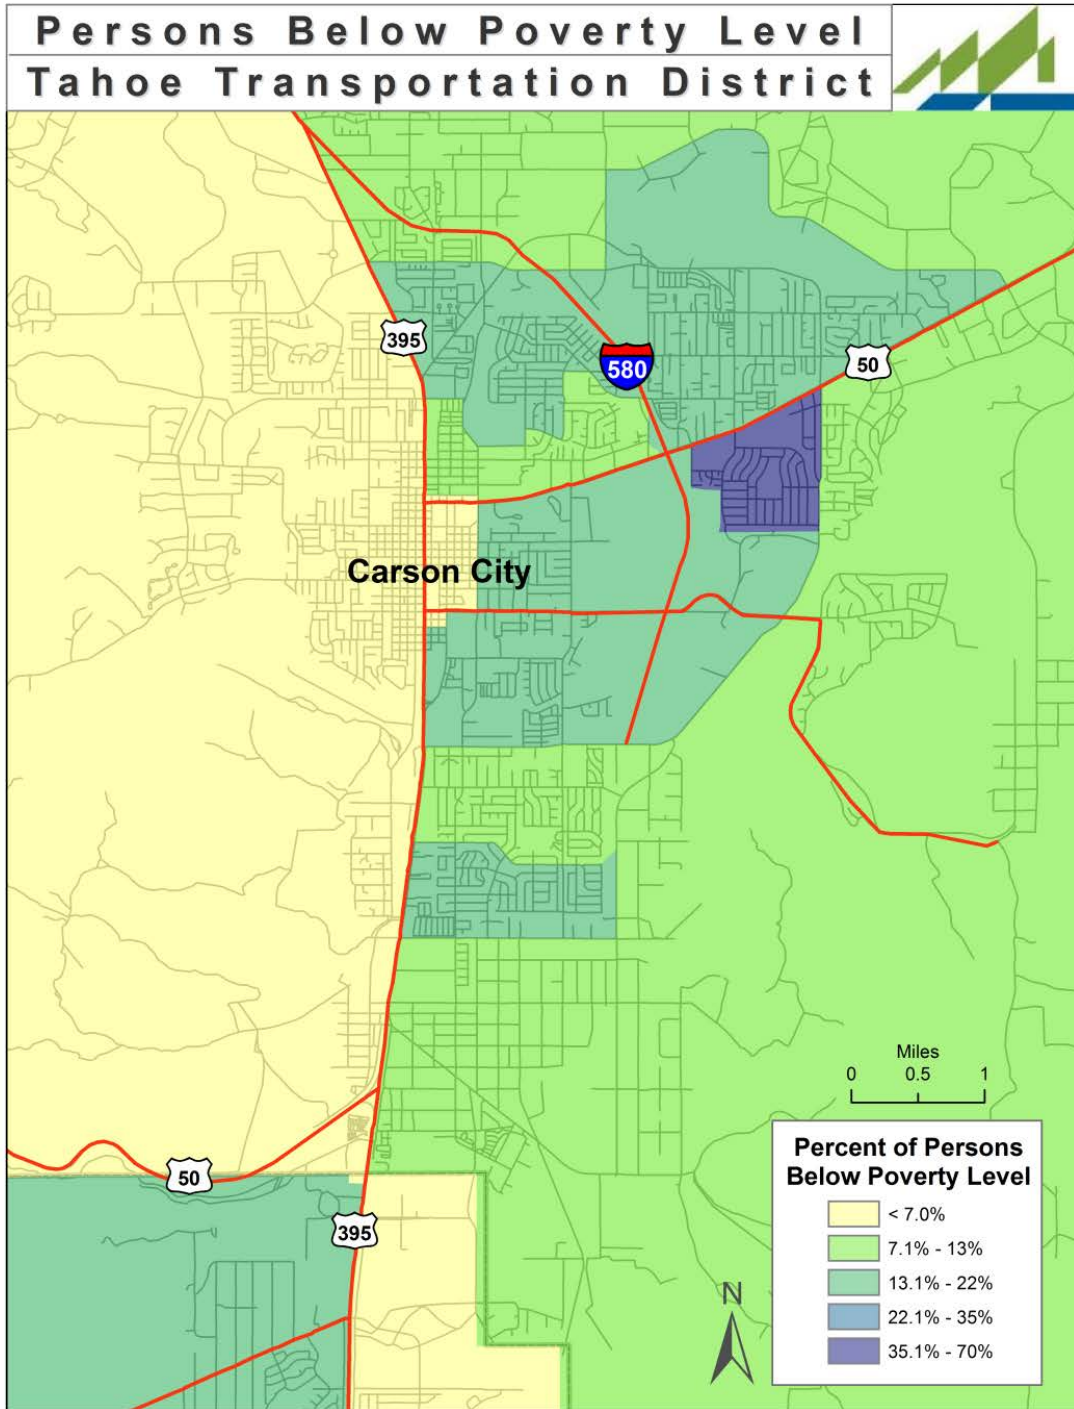 Persons Below Poverty Level
Tahoe Transportation District
395
580
50
Carson City
Miles
0 0.5 1
50
395
N
Percent of Persons
Below Poverty Level
< 7.0%
7.1% - 13%
13.1% - 22%
22.1% - 35%
35.1% - 70%